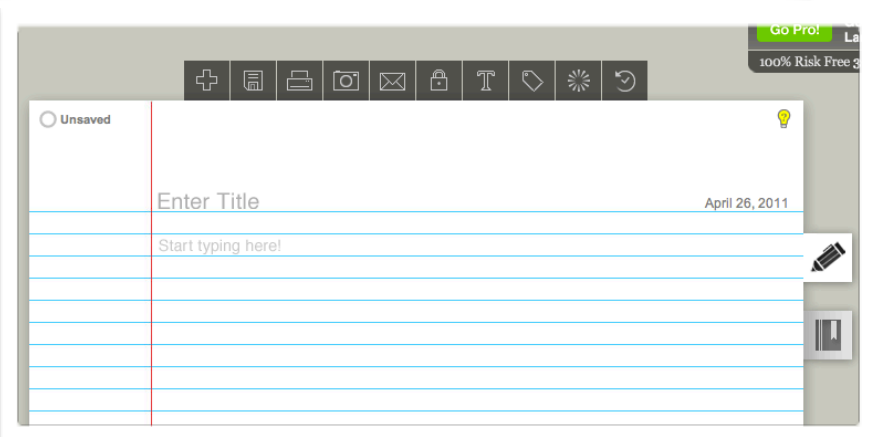 Go Pro!
La
100% Risk Free 3
T
Unsaved
Enter Title
April 26, 2011
Start typing here!